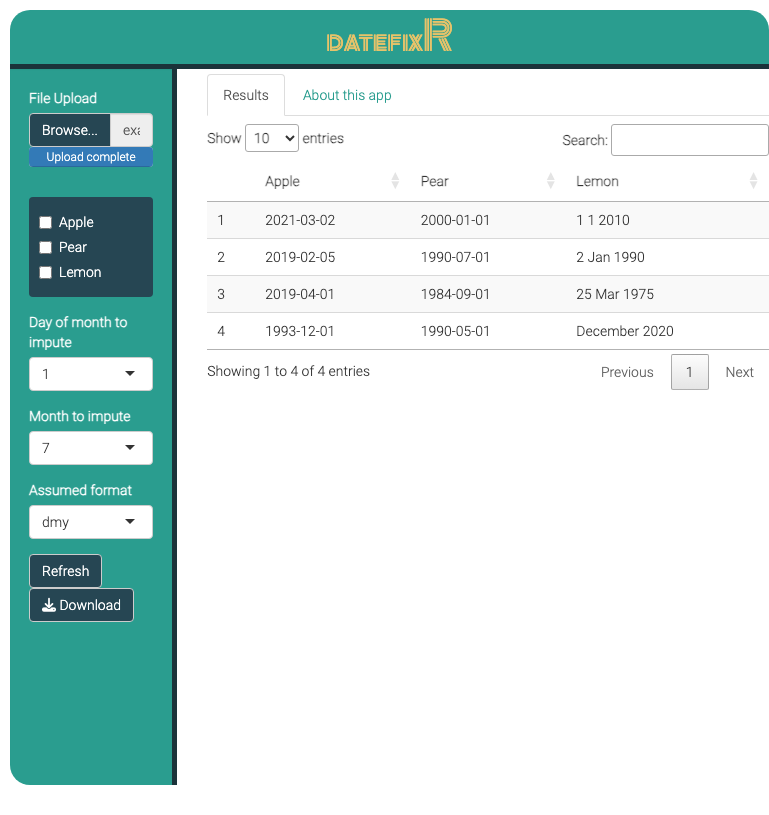 DATEFIXR
File Upload
Browse... exa
Upload complete
Apple
Pear
Lemon
Day of month to
impute
1
Month to impute
7
Assumed format
dmy
Refresh
Download
Results About this app
Show 10 entries Search:
Apple Pear Lemon
1 2021-03-02 2000-01-01 1 1 2010
2 2019-02-05 1990-07-01 2 Jan 1990
3 2019-04-01 1984-09-01 25 Mar 1975
4 1993-12-01 1990-05-01 December 2020
Showing 1 to 4 of 4 entries Previous 1 Next